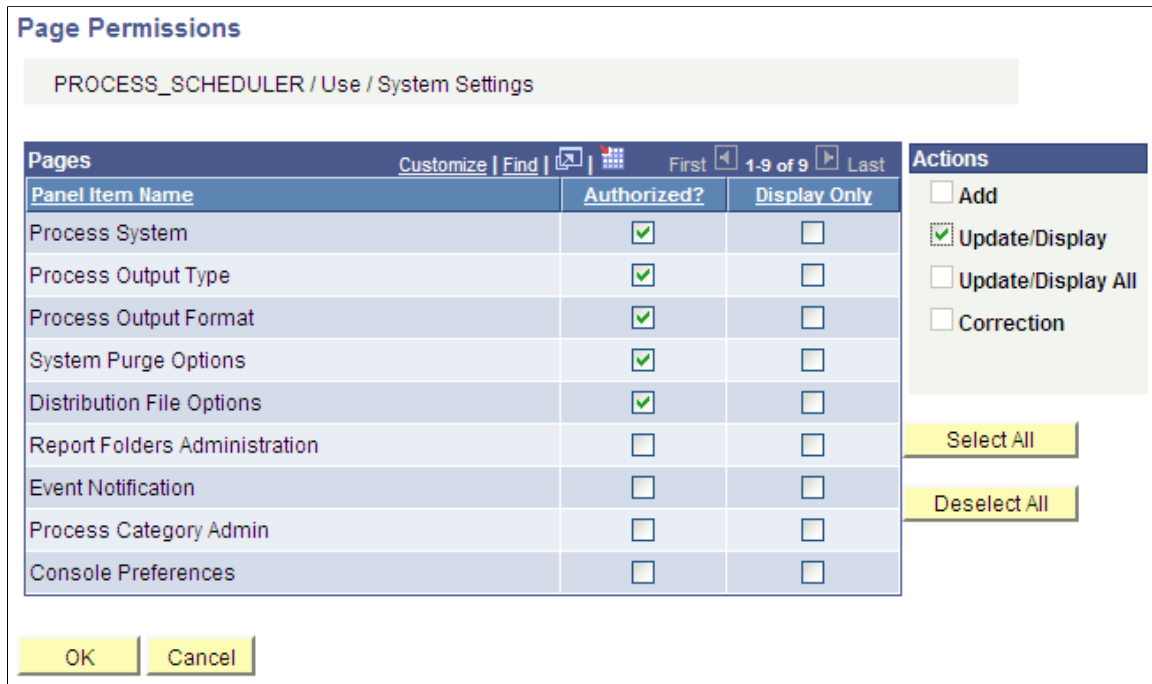 Page Permissions
PROCESS_SCHEDULER / Use / System Settings
Pages Customize | Find | | First 1-9 of 9 Last
Panel Item Name Authorized? Display Only
Process System
Process Output Type
Process Output Format
System Purge Options
Distribution File Options
Report Folders Administration
Event Notification
Process Category Admin
Console Preferences
Actions
Add
Update/Display
Update/Display All
Correction
Select All
Deselect All
OK Cancel